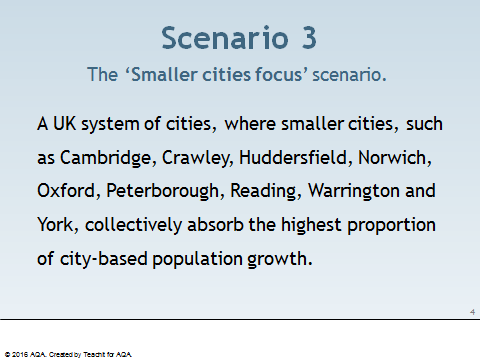 Scenario 3
The ‘Smaller cities focus’ scenario.
A UK system of cities, where smaller cities, such
as Cambridge, Crawley, Huddersfield, Norwich,
Oxford, Peterborough, Reading, Warrington and
York, collectively absorb the highest proportion
of city-based population growth.
4
© 2016 AQA. Created by Teachit for AQA.